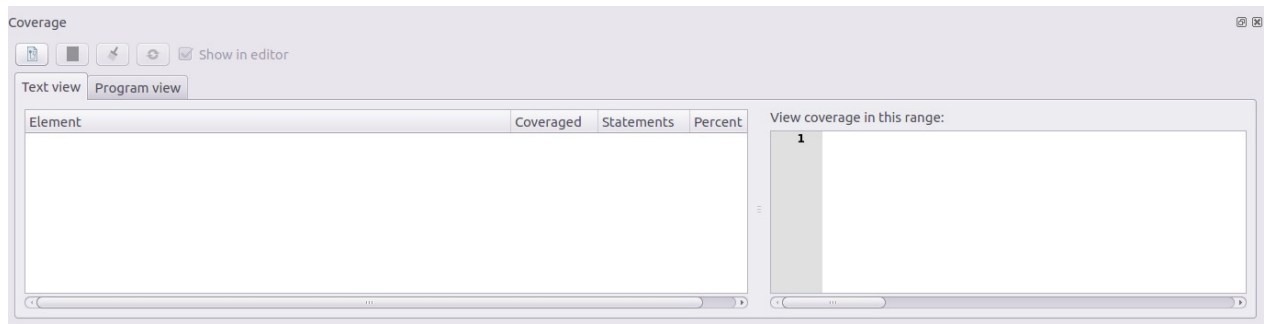 Coverage
Show in editor
Text view Program view
Element Coveraged Statements Percent
View coverage in this range:
1